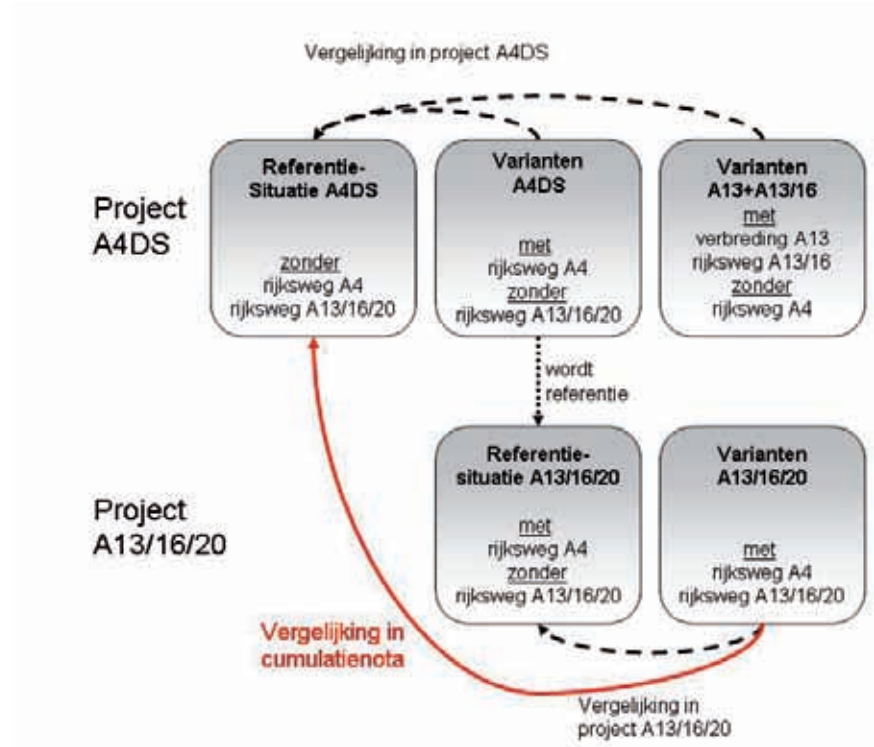 Vergelijking in project A4DS
Project
A4DS
Referentie-
Situatie A4DS
zonder
rijksweg A4
rijksweg A13/16/20
Varianten
A4DS
met
rijksweg A4
zonder
rijksweg A13/16/20
Varianten
A13+A13/16
met
verbreding A13
rijksweg A13/16
zonder
rijksweg A4
wordt
referentie
Project
A13/16/20
Referentie-
situatie A13/16/20
met
rijksweg A4
zonder
rijksweg A13/16/20
Varianten
A13/16/20
met
rijksweg A4
rijksweg A13/16/20
Vergelijking in
cumulatienota
Vergelijking in
project A13/16/20